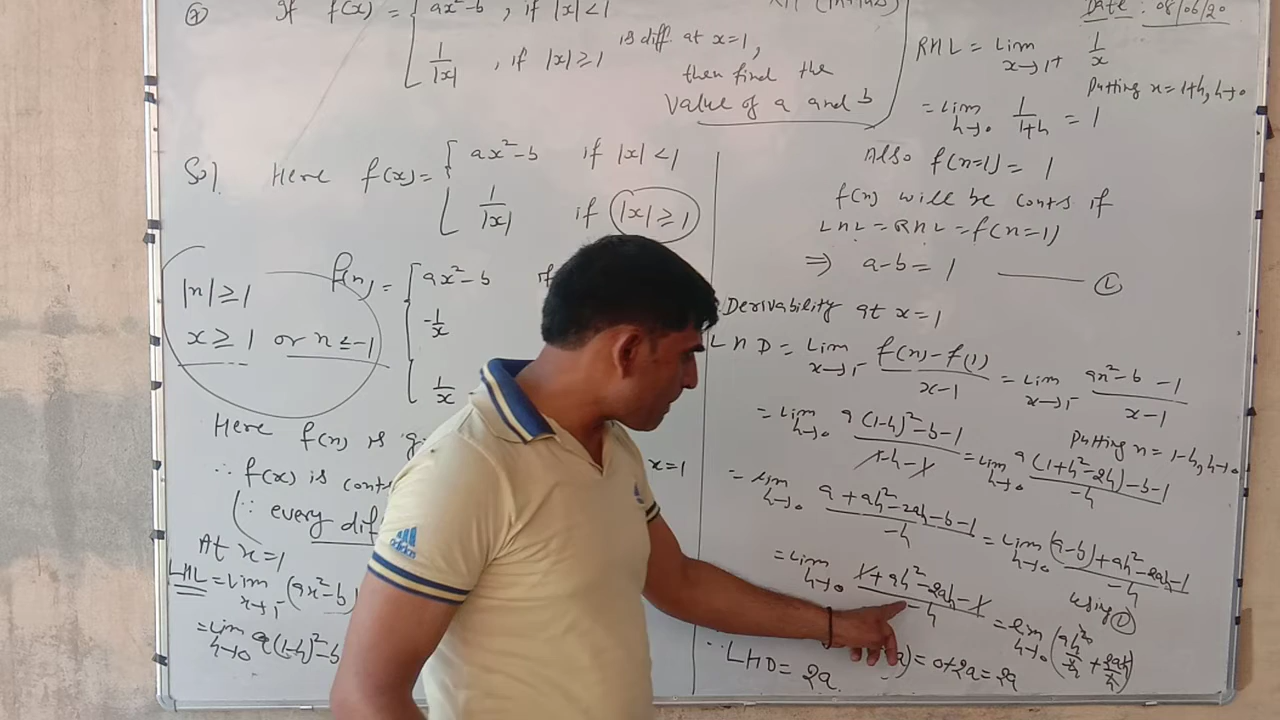 If f(x) = { ax²-b , if |x|<1
1/|x| , if |x|≥1
is diff. at x=1,
then find the
value of a and b
Sol. Here f(x) = { ax²-b if |x|<1
1/|x| if |x|≥1
|x|≥1
x≥1 or x≤-1
f(x) = { ax²-b if
-1/x
1/x
Here f(x) is
∴ f(x) is
∵ every
x=1
At x=1
LHL = Lim x→1⁻ (ax²-b
= Lim h→0 a(1-h)²-b
Date : 08/06/20
RHL = Lim x→1+ 1/x
Putting x=1+h, h→0
= Lim h→0 1/1+h = 1
Also f(x=1) = 1
f(x) will be conts if
LHL = RHL = f(x=1)
⇒ a-b = 1 —— ①
Derivability at x=1
LHD = Lim x→1⁻ f(x)-f(1)/x-1 = Lim x→1⁻ ax²-b-1/x-1
Putting x=1-h, h→0
= Lim h→0 a(1-h)²-b-1/1-h-1 = Lim h→0 a(1+h²-2h)-b-1/-h
= Lim h→0 a+ah²-2ah-b-1/-h = Lim h→0 (a-b)+ah²-2ah-1/-h
using ①
= Lim h→0 1+ah²-2ah-1/-h = Lim h→0
) = 0+2a = 2a
∴ LHD = 2a
adidas